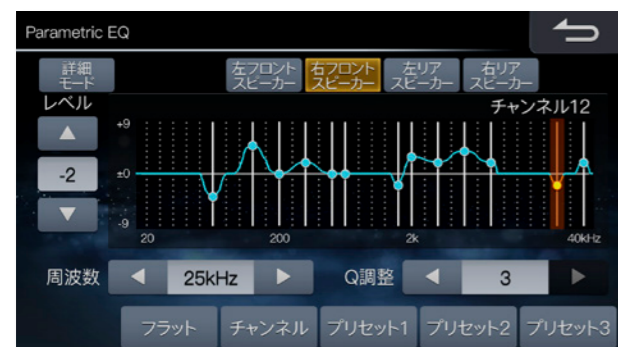 Parametric EQ
詳細
モード
左フロント
スピーカー
右フロント
スピーカー
左リア
スピーカー
右リア
スピーカー
レベル
チャンネル12
+9
±0
-9
-2
20
200
2k
40kHz
周波数
25kHz
Q調整
3
フラット
チャンネル
プリセット1
プリセット2
プリセット3